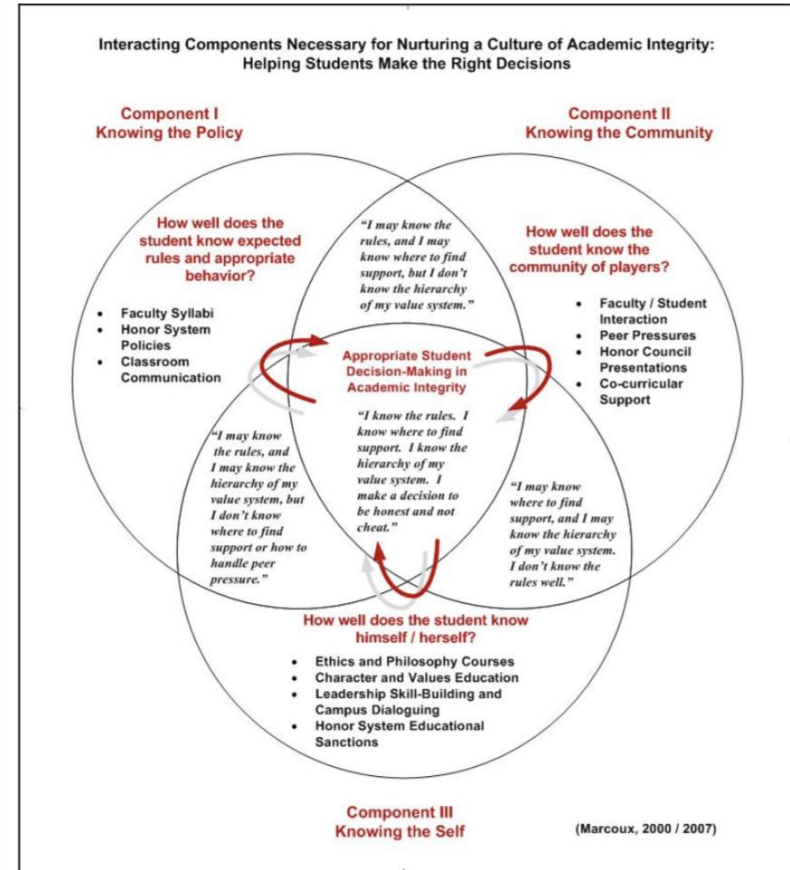 Interacting Components Necessary for Nurturing a Culture of Academic Integrity:
Helping Students Make the Right Decisions
Component I
Knowing the Policy
Component II
Knowing the Community
How well does the
student know expected
rules and appropriate
behavior?
• Faculty Syllabi
• Honor System
Policies
• Classroom
Communication
“I may know the
rules, and I may
know where to find
support, but I don’t
know the hierarchy
of my value system.”
How well does the
student know the
community of players?
• Faculty / Student
Interaction
• Peer Pressures
• Honor Council
Presentations
• Co-curricular
Support
Appropriate Student
Decision-Making in
Academic Integrity
“I know the rules. I
know where to find
support. I know the
hierarchy of my
value system. I
make a decision to
be honest and not
cheat.”
“I may know
the rules, and
I may know the
hierarchy of my
value system, but
I don’t know
where to find
support or how to
handle peer
pressure.”
“I may know
where to find
support, and I may
know the hierarchy
of my value system.
I don’t know the
rules well.”
How well does the student know
himself / herself?
• Ethics and Philosophy Courses
• Character and Values Education
• Leadership Skill-Building and
Campus Dialoguing
• Honor System Educational
Sanctions
Component III
Knowing the Self
(Marcoux, 2000 / 2007)